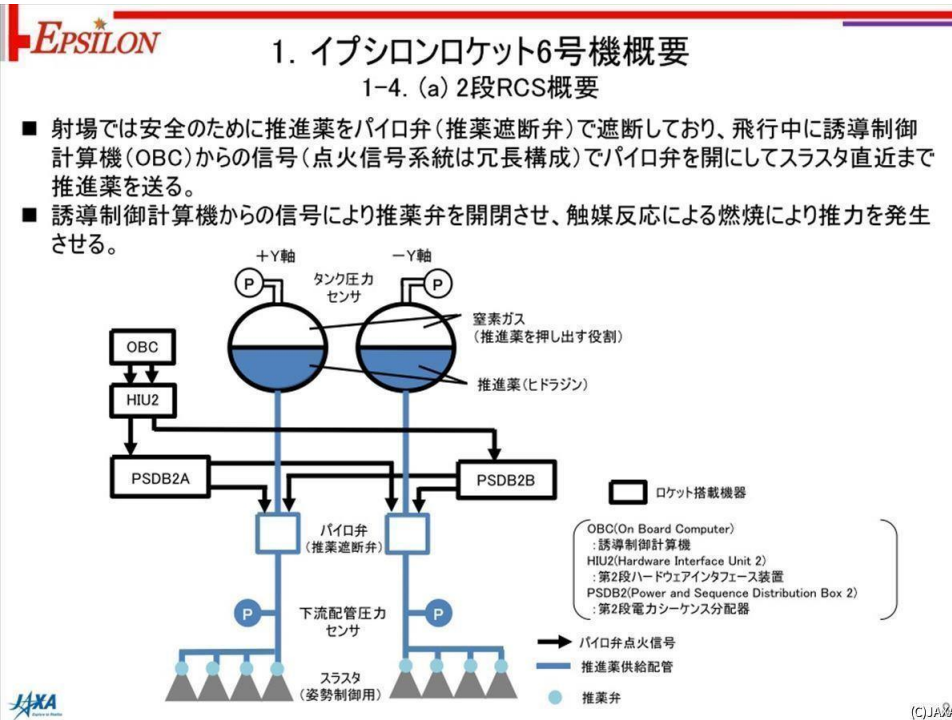 EPSILON
1. イプシロンロケット6号機概要
1-4. (a) 2段RCS概要
■ 射場では安全のために推進薬をパイロ弁（推薬遮断弁）で遮断しており、飛行中に誘導制御
計算機（OBC）からの信号（点火信号系統は冗長構成）でパイロ弁を開にしてスラスタ直近まで
推進薬を送る。
■ 誘導制御計算機からの信号により推薬弁を開閉させ、触媒反応による燃焼により推力を発生
させる。
＋Y軸
－Y軸
P
タンク圧力
センサ
P
窒素ガス
（推進薬を押し出す役割）
OBC
推進薬（ヒドラジン）
HIU2
PSDB2A
PSDB2B
ロケット搭載機器
パイロ弁
（推薬遮断弁）
OBC(On Board Computer)
：誘導制御計算機
HIU2(Hardware Interface Unit 2)
：第2段ハードウェアインタフェース装置
PSDB2(Power and Sequence Distribution Box 2)
：第2段電力シーケンス分配器
P
下流配管圧力
センサ
P
パイロ弁点火信号
推進薬供給配管
スラスタ
（姿勢制御用）
推薬弁
JAXA
(C)JAXA